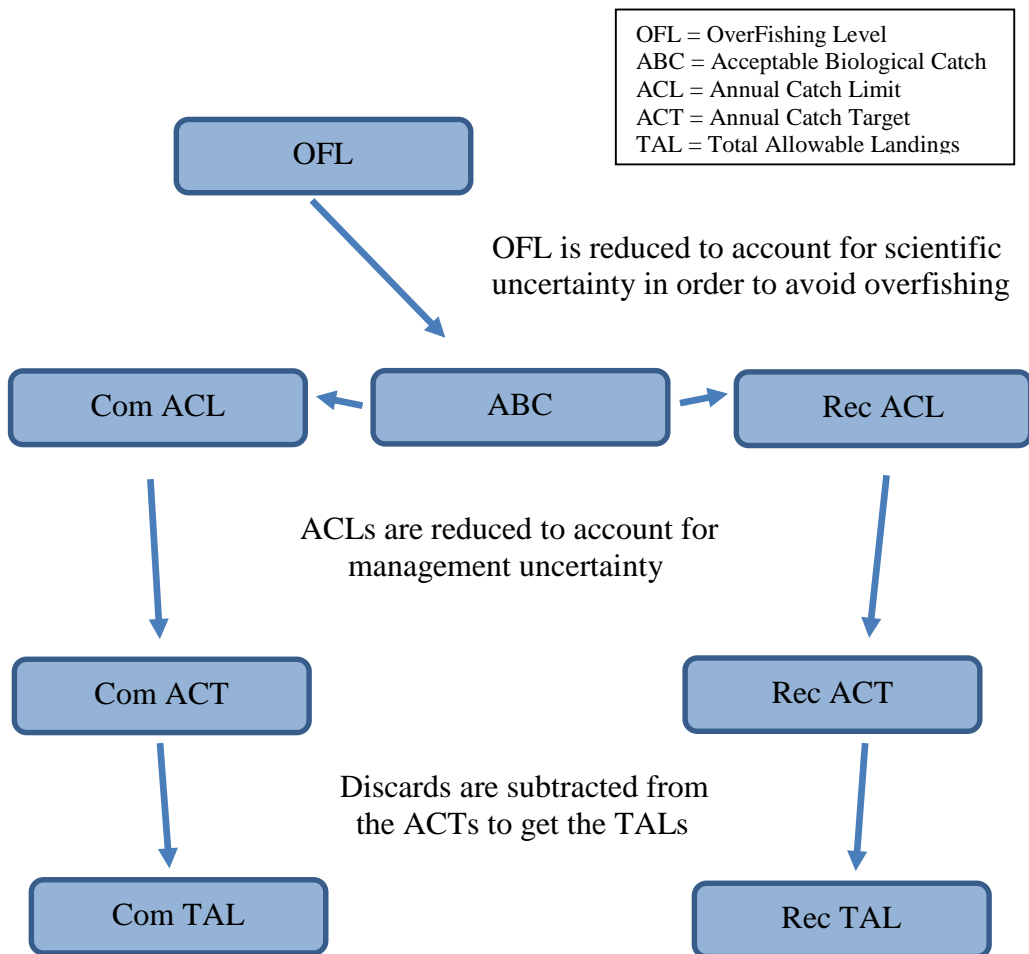 OFL = OverFishing Level
ABC = Acceptable Biological Catch
ACL = Annual Catch Limit
ACT = Annual Catch Target
TAL = Total Allowable Landings
OFL
OFL is reduced to account for scientific
uncertainty in order to avoid overfishing
Com ACL
ABC
Rec ACL
ACLs are reduced to account for
management uncertainty
Com ACT
Rec ACT
Discards are subtracted from
the ACTs to get the TALs
Com TAL
Rec TAL